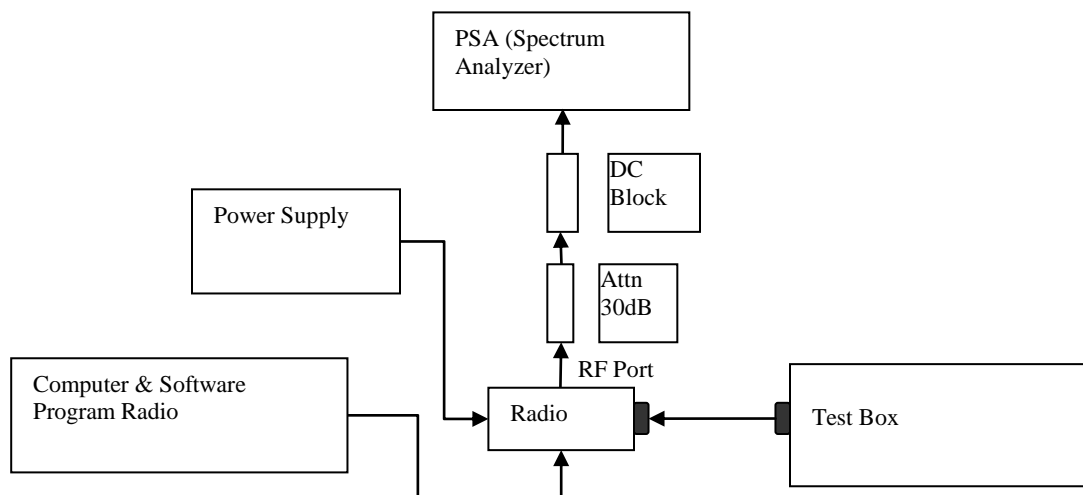 PSA (Spectrum
Analyzer)
DC
Block
Power Supply
Attn
30dB
RF Port
Computer & Software
Program Radio
Radio
Test Box